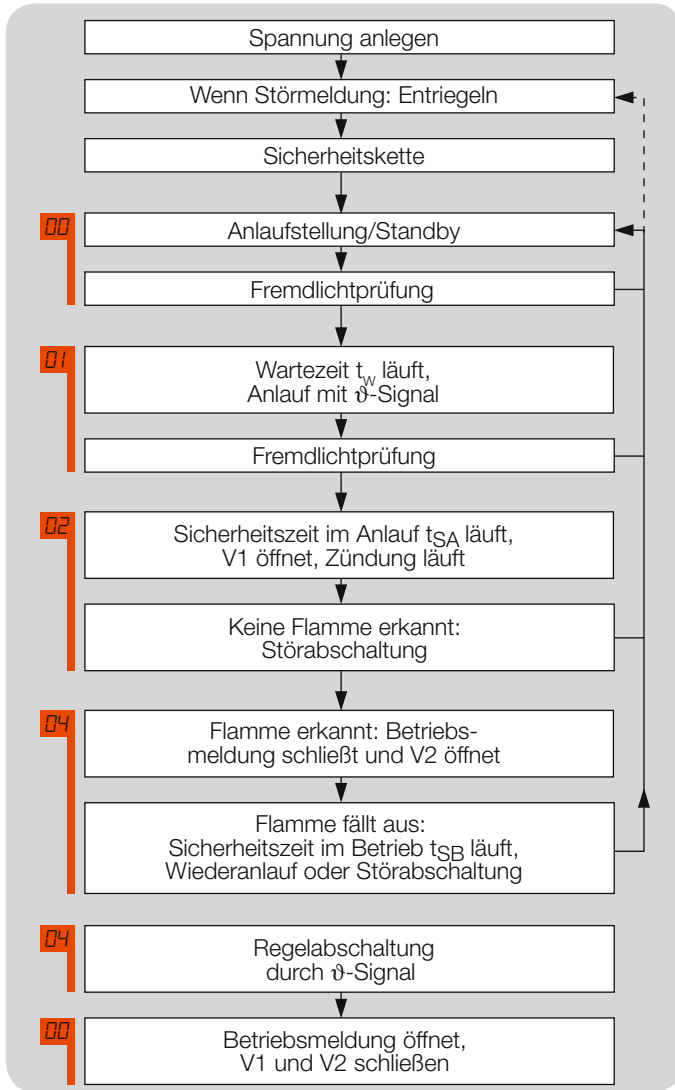 Spannung anlegen
Wenn Störmeldung: Entriegeln
Sicherheitskette
00
Anlaufstellung/Standby
Fremdlichtprüfung
01
Wartezeit tW läuft,
Anlauf mit ϑ-Signal
Fremdlichtprüfung
02
Sicherheitszeit im Anlauf tSA läuft,
V1 öffnet, Zündung läuft
Keine Flamme erkannt:
Störabschaltung
04
Flamme erkannt: Betriebs-
meldung schließt und V2 öffnet
Flamme fällt aus:
Sicherheitszeit im Betrieb tSB läuft,
Wiederanlauf oder Störabschaltung
04
Regelabschaltung
durch ϑ-Signal
00
Betriebsmeldung öffnet,
V1 und V2 schließen